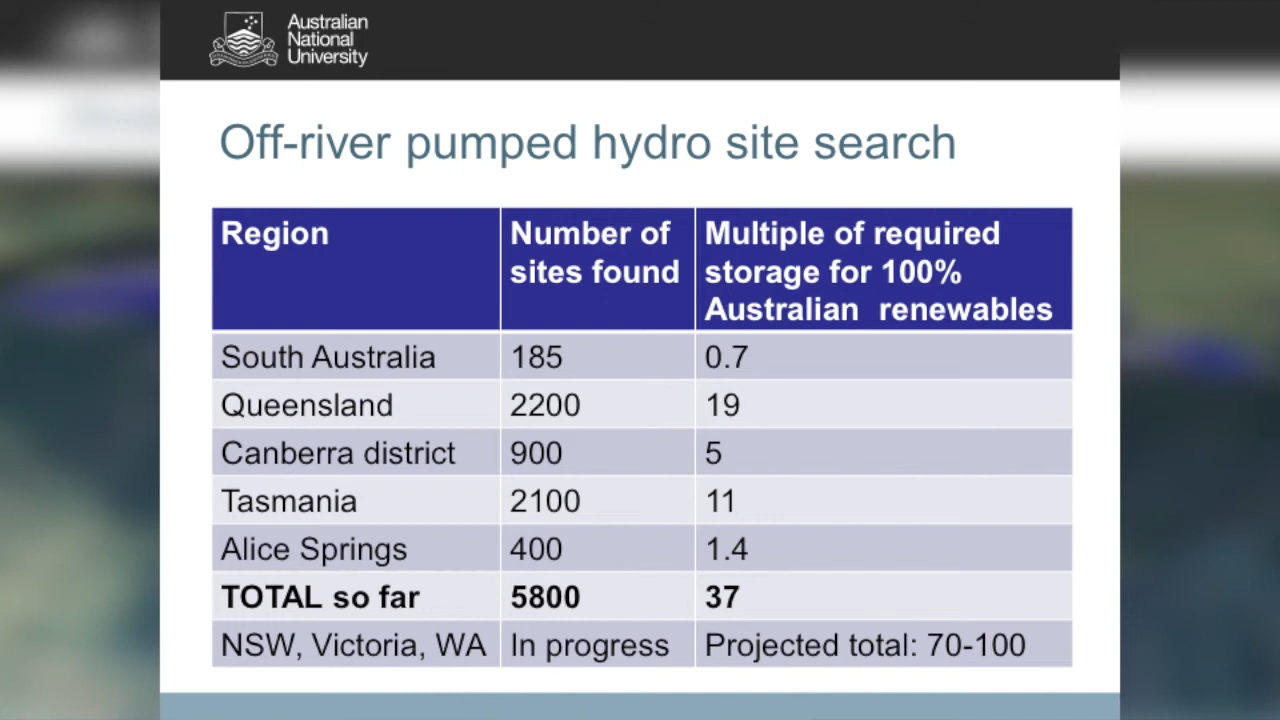 Australian
National
University
Off-river pumped hydro site search
Region
Number of
sites found
Multiple of required
storage for 100%
Australian renewables
South Australia 185 0.7
Queensland 2200 19
Canberra district 900 5
Tasmania 2100 11
Alice Springs 400 1.4
TOTAL so far 5800 37
NSW, Victoria, WA In progress Projected total: 70-100